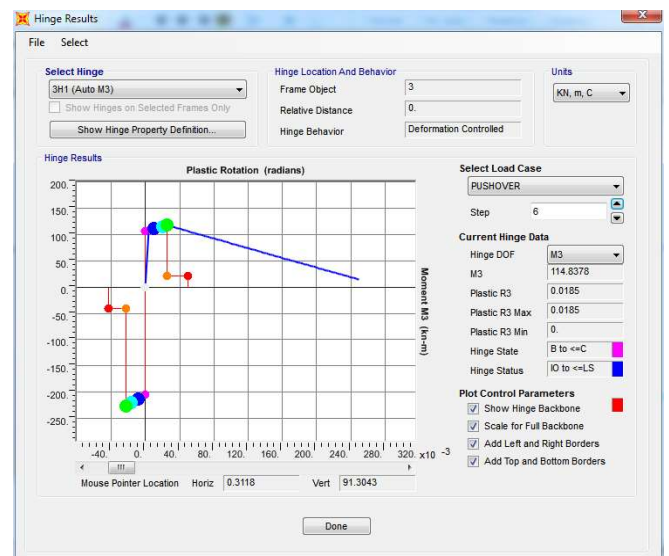 Hinge Results
File Select
Select Hinge
3H1 (Auto M3)
Show Hinges on Selected Frames Only
Show Hinge Property Definition...
Hinge Location And Behavior
Frame Object 3
Relative Distance 0.
Hinge Behavior Deformation Controlled
Units
KN, m, C
Hinge Results
Plastic Rotation (radians)
200.
150.
100.
50.
0.
-50.
-100.
-150.
-200.
-250.
Moment M3 (kn-m)
-40. 0. 40. 80. 120. 160. 200. 240. 280. 320. x10 -3
Mouse Pointer Location Horiz 0.3118 Vert 91.3043
Select Load Case
PUSHOVER
Step 6
Current Hinge Data
Hinge DOF M3
M3 114.8378
Plastic R3 0.0185
Plastic R3 Max 0.0185
Plastic R3 Min 0.
Hinge State B to <=C
Hinge Status IO to <=LS
Plot Control Parameters
Show Hinge Backbone
Scale for Full Backbone
Add Left and Right Borders
Add Top and Bottom Borders
Done